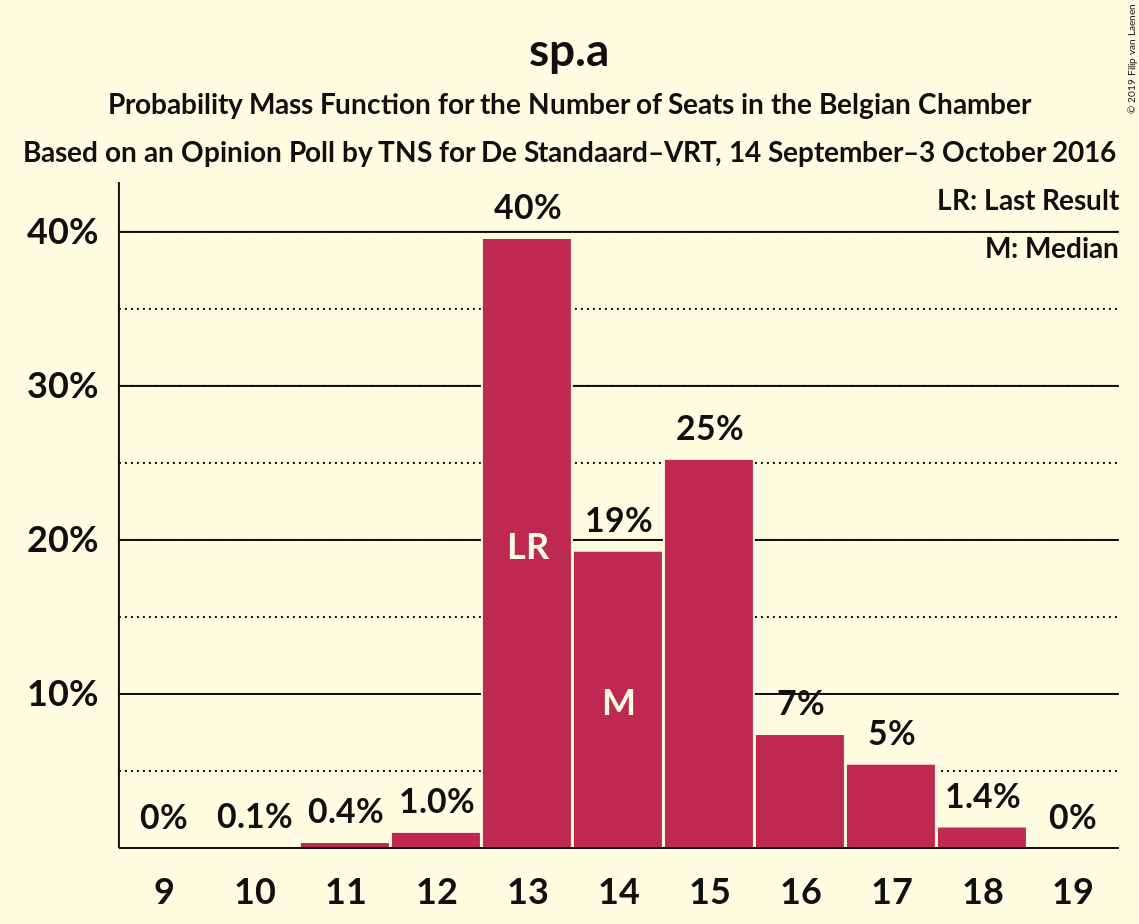 sp.a
Probability Mass Function for the Number of Seats in the Belgian Chamber
Based on an Opinion Poll by TNS for De Standaard–VRT, 14 September–3 October 2016
© 2019 Filip van Laenen
LR: Last Result
M: Median
40%
30%
20%
10%
0%
0.1%
0.4%
1.0%
40%
LR
19%
M
25%
7%
5%
1.4%
0%
9 10 11 12 13 14 15 16 17 18 19